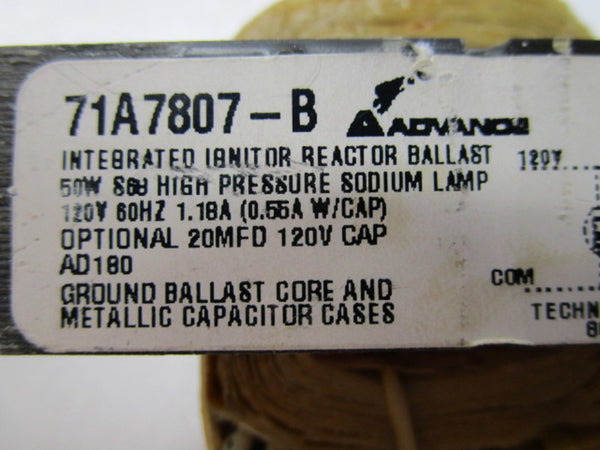 71A7807-B ADVANCE
INTEGRATED IGNITOR REACTOR BALLAST
50W S68 HIGH PRESSURE SODIUM LAMP
120V 60HZ 1.18A (0.55A W/CAP)
OPTIONAL 20MFD 120V CAP
AD180
GROUND BALLAST CORE AND
METALLIC CAPACITOR CASES
120V
COM
TECHN